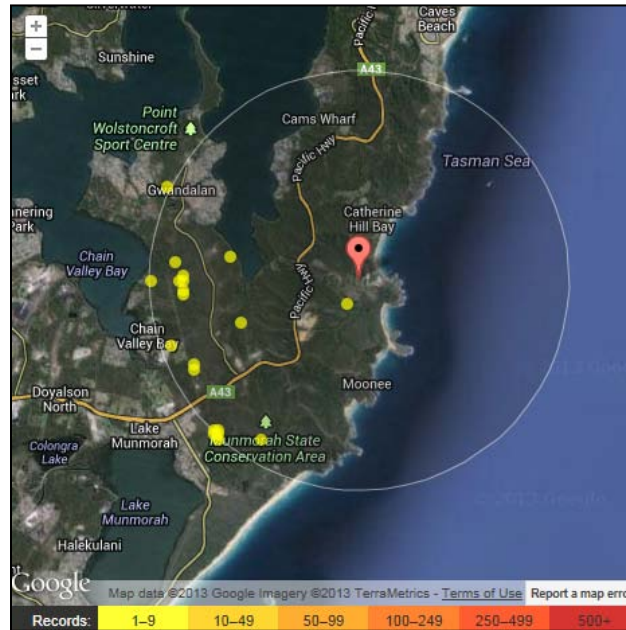 Caves
Beach
+
−
Sunshine
A43
Point
Wolstoncroft
Sport Centre
Cams Wharf
Pacific Hwy
Tasman Sea
Gwandalan
Catherine
Hill Bay
Park
Chain
Valley Bay
Pacific Hwy
Chain
Valley Bay
Moonee
A43
Doyalson
North
Lake
Munmorah
Munmorah State
Conservation Area
Colongra
Lake
Lake
Munmorah
Halekulani
Google
Map data ©2013 Google Imagery ©2013 TerraMetrics - Terms of Use
Report a map erro
Records:
1–9
10–49
50–99
100–249
250–499
500+